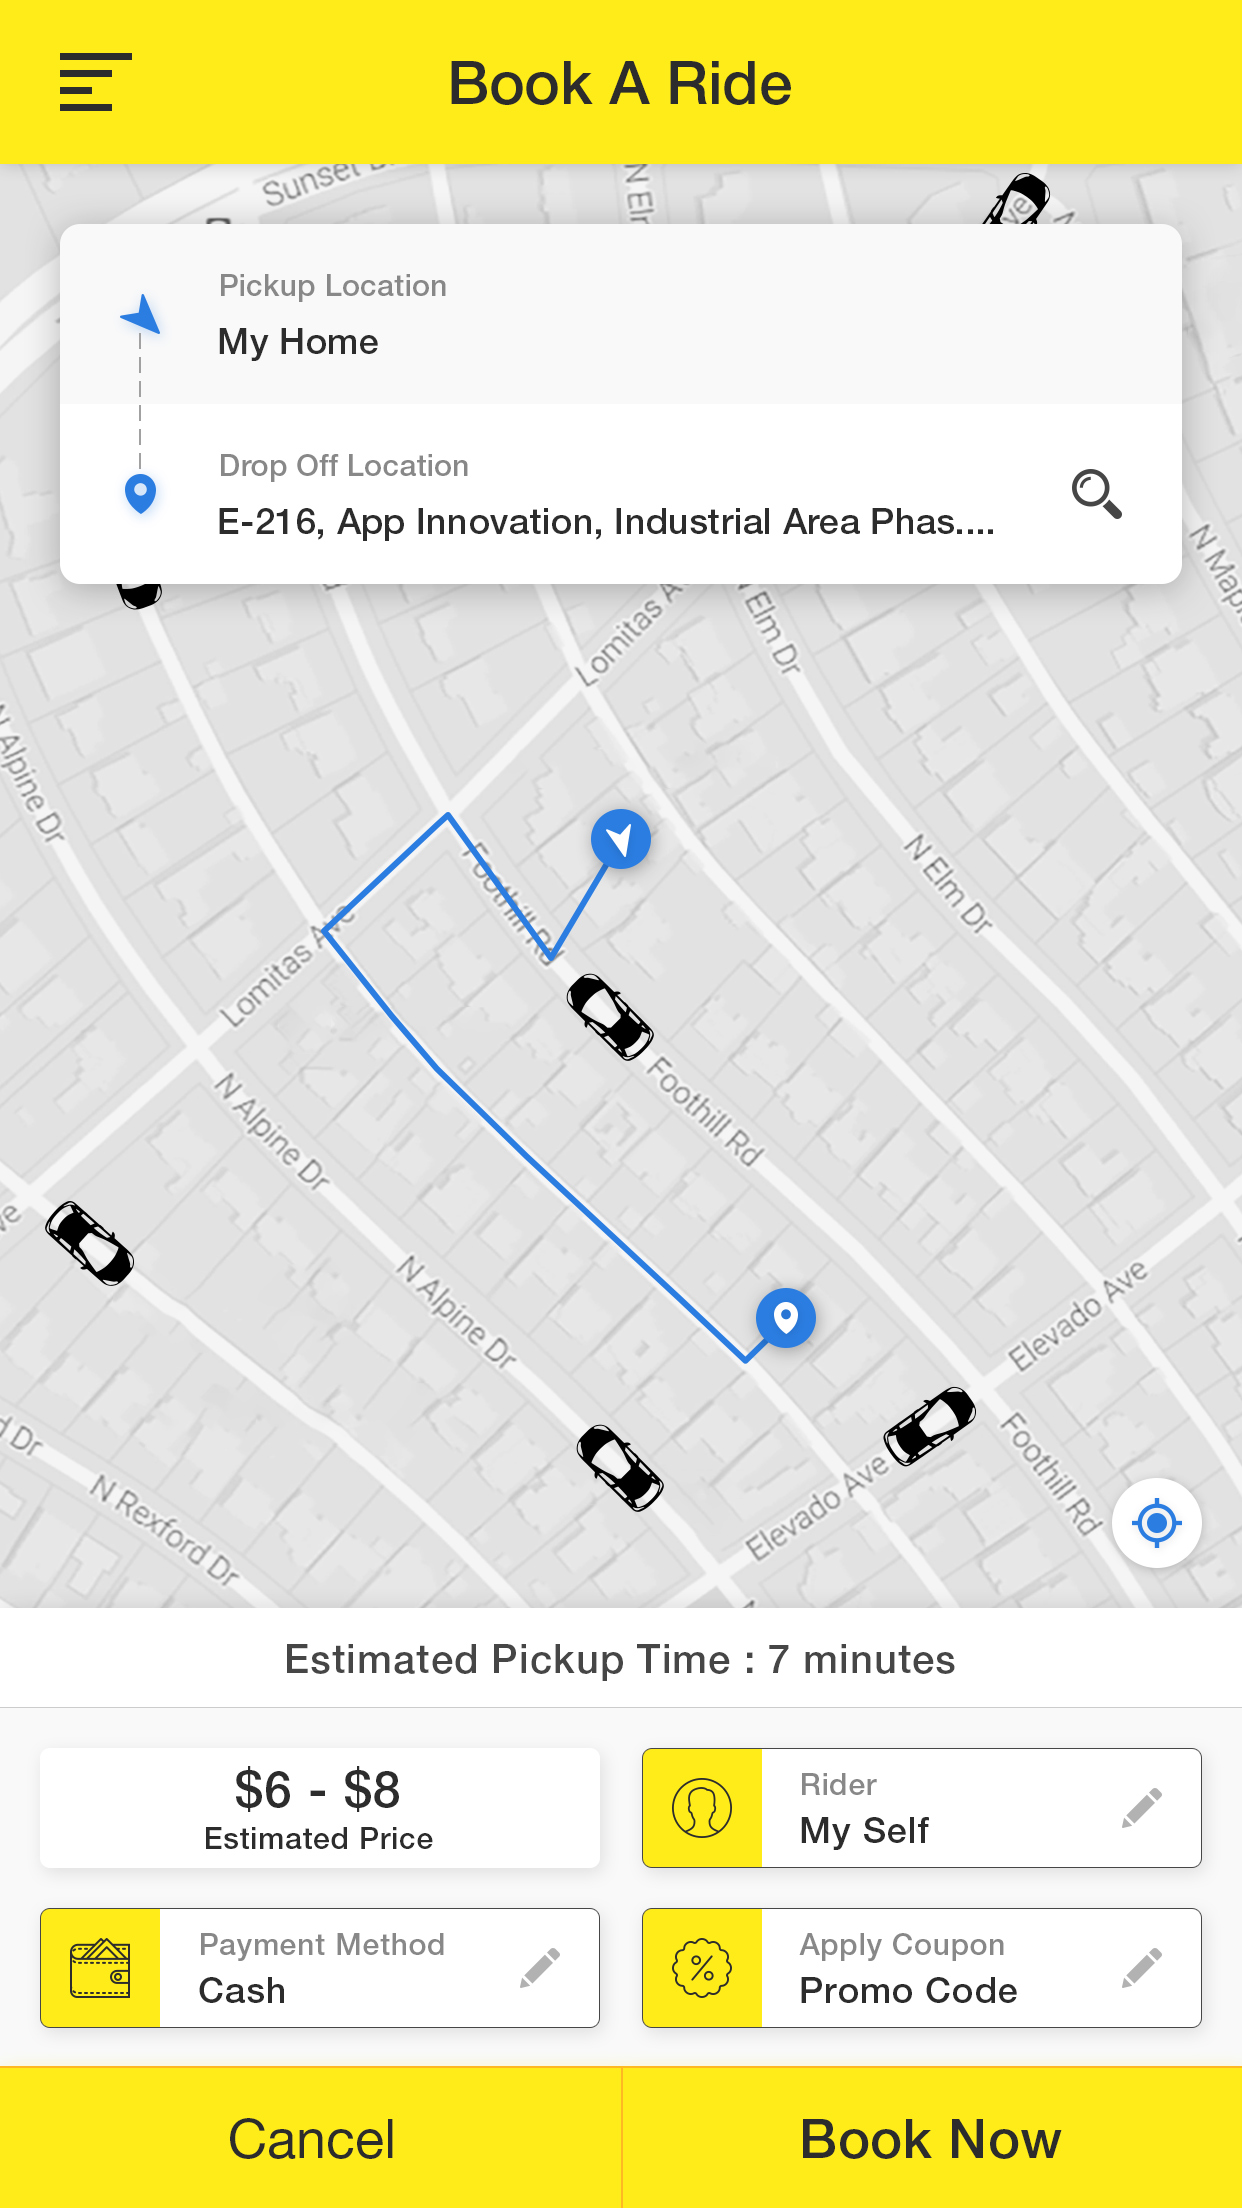 Book A Ride
Sunset
N Elm
Pickup Location
My Home
Drop Off Location
E-216, App Innovation, Industrial Area Phas....
Lomitas A
N Elm Dr
N Alpine Dr
Foothill Rd
N Elm Dr
Lomitas Ave
Foothill Rd
N Alpine Dr
N Alpine Dr
Elevado Ave
Foothill Rd
Elevado Ave
N Rexford Dr
d Dr
Estimated Pickup Time : 7 minutes
$6 - $8
Estimated Price
Rider
My Self
Payment Method
Cash
Apply Coupon
Promo Code
Cancel
Book Now